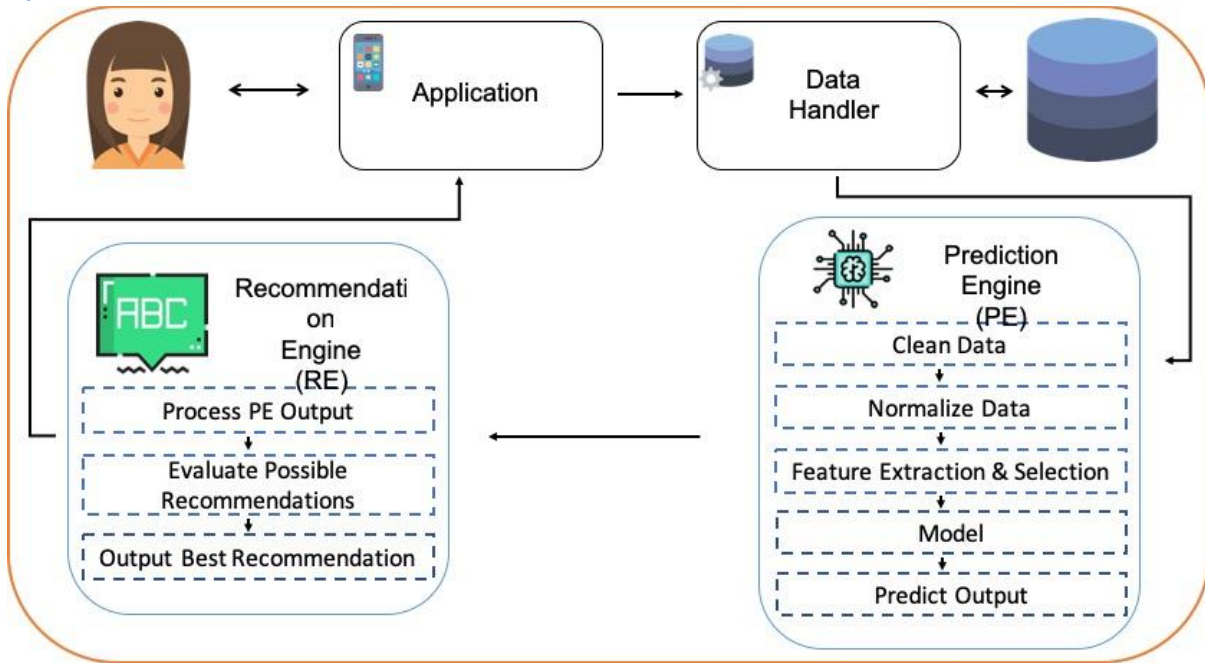 Application
Data
Handler
ABC
Recommendati
on
Engine
(RE)
Process PE Output
Evaluate Possible
Recommendations
Output Best Recommendation
Prediction
Engine
(PE)
Clean Data
Normalize Data
Feature Extraction & Selection
Model
Predict Output